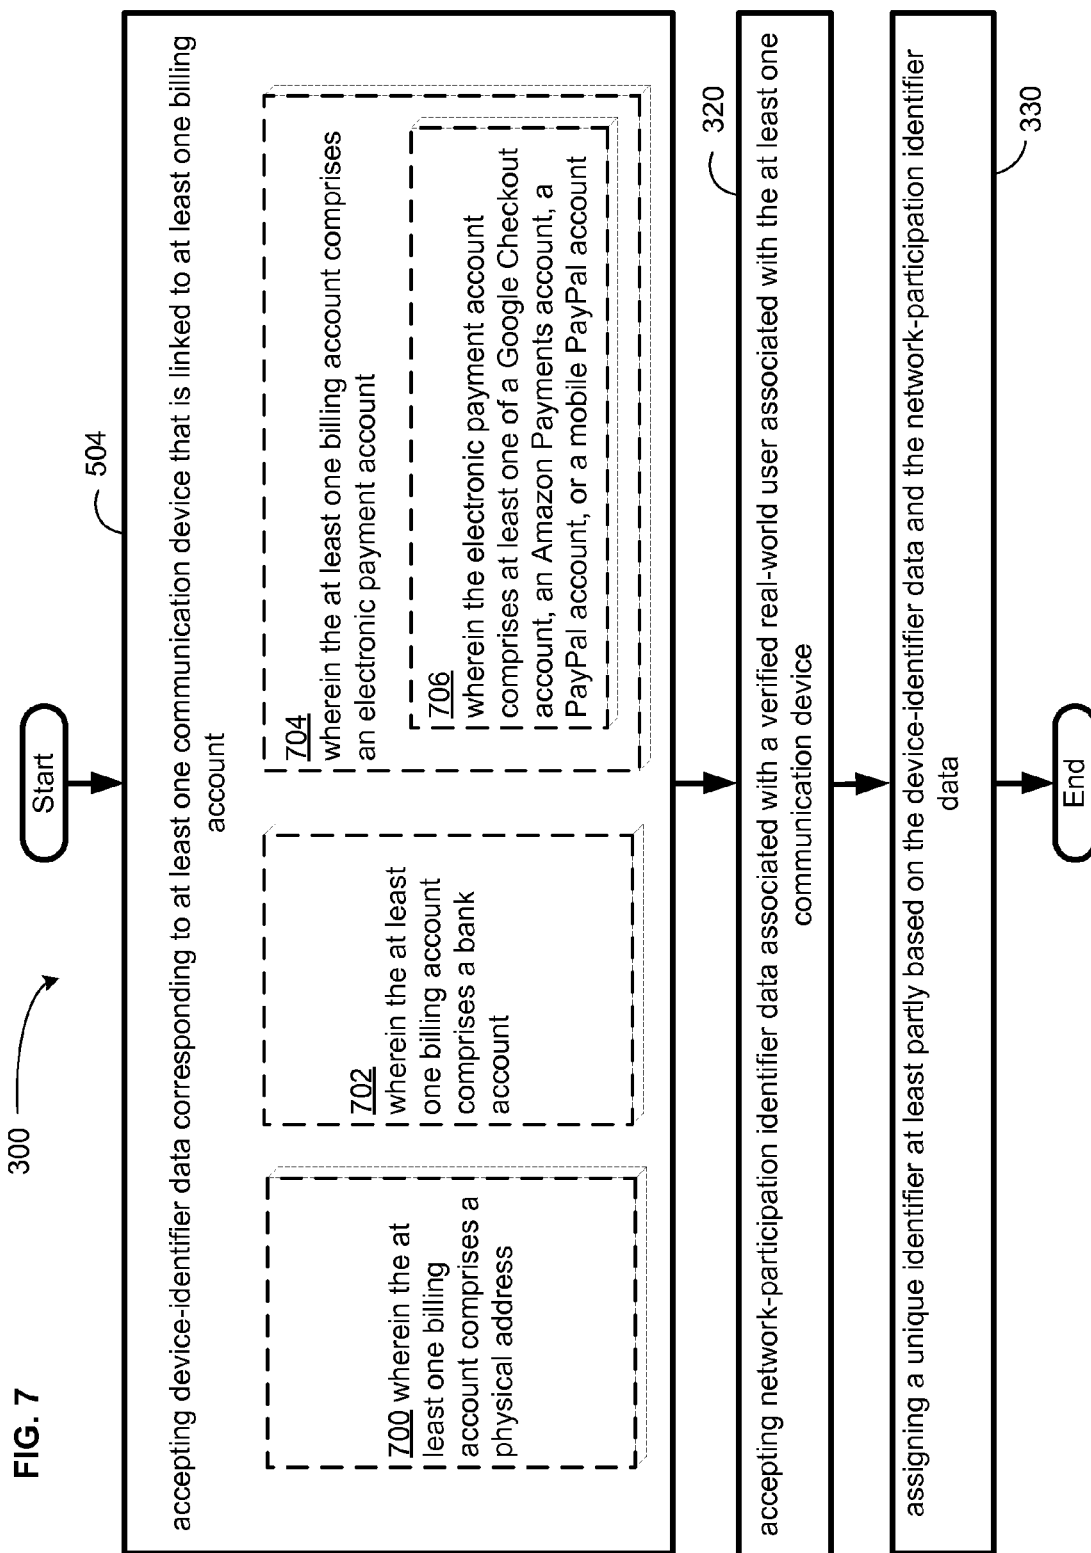 FIG. 7
300
Start
504
accepting device-identifier data corresponding to at least one communication device that is linked to at least one billing
account
700 wherein the at
least one billing
account comprises a
physical address
702
wherein the at least
one billing account
comprises a bank
account
704
wherein the at least one billing account comprises
an electronic payment account
706
wherein the electronic payment account
comprises at least one of a Google Checkout
account, an Amazon Payments account, a
PayPal account, or a mobile PayPal account
320
accepting network-participation identifier data associated with a verified real-world user associated with the at least one
communication device
330
assigning a unique identifier at least partly based on the device-identifier data and the network-participation identifier
data
End